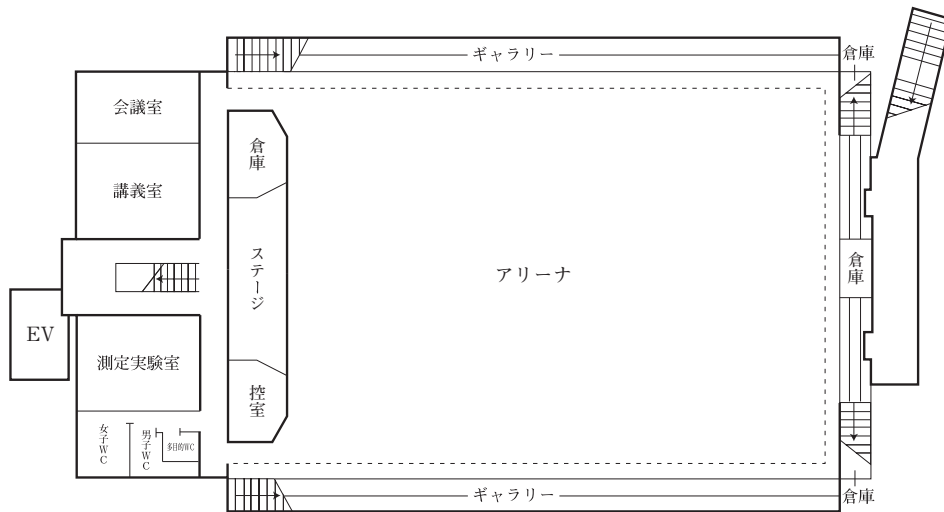 ギャラリー
倉庫
会議室
倉庫
講義室
ステージ
アリーナ
倉庫
EV
測定実験室
控室
女子WC
男子WC
多目的WC
ギャラリー
倉庫